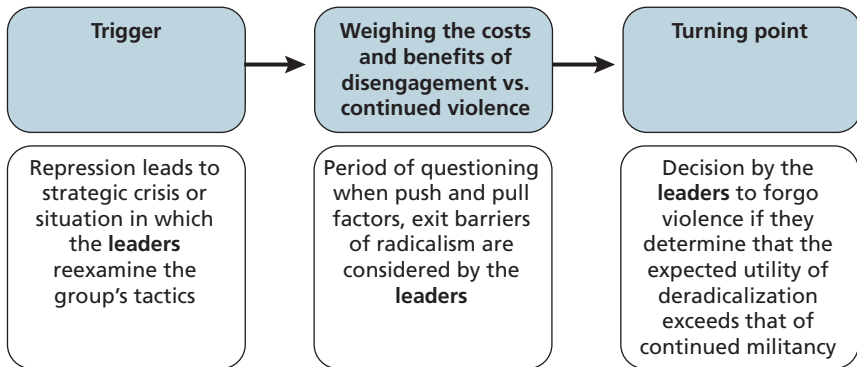 Trigger
Weighing the costs
and benefits of
disengagement vs.
continued violence
Turning point
Repression leads to
strategic crisis or
situation in which
the leaders
reexamine the
group's tactics
Period of questioning
when push and pull
factors, exit barriers
of radicalism are
considered by the
leaders
Decision by the
leaders to forgo
violence if they
determine that the
expected utility of
deradicalization
exceeds that of
continued militancy